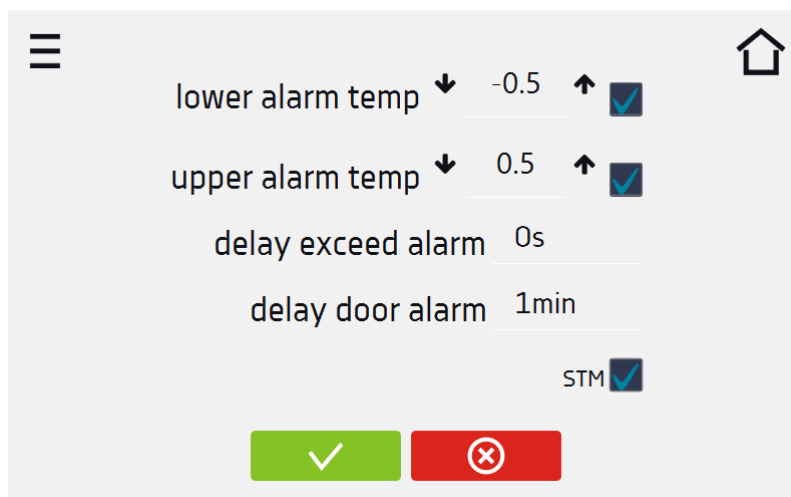 lower alarm temp -0.5
upper alarm temp 0.5
delay exceed alarm 0s
delay door alarm 1min
STM